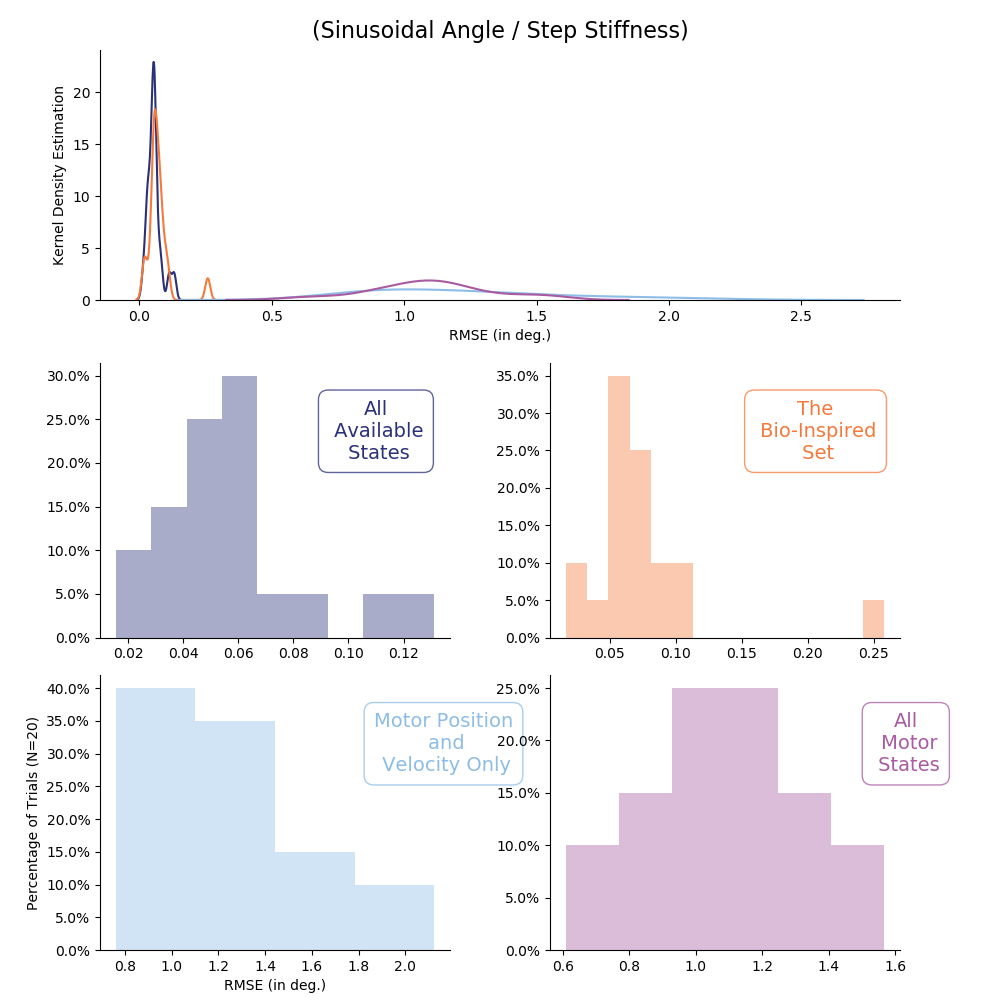 (Sinusoidal Angle / Step Stiffness)
Kernel Density Estimation
20
15
10
5
0
0.0 0.5 1.0 1.5 2.0 2.5
RMSE (in deg.)
30.0%
25.0%
20.0%
15.0%
10.0%
5.0%
0.0%
All
Available
States
0.02 0.04 0.06 0.08 0.10 0.12
35.0%
30.0%
25.0%
20.0%
15.0%
10.0%
5.0%
0.0%
The
Bio-Inspired
Set
0.05 0.10 0.15 0.20 0.25
Percentage of Trials (N=20)
40.0%
35.0%
30.0%
25.0%
20.0%
15.0%
10.0%
5.0%
0.0%
Motor Position
and
Velocity Only
0.8 1.0 1.2 1.4 1.6 1.8 2.0
RMSE (in deg.)
25.0%
20.0%
15.0%
10.0%
5.0%
0.0%
All
Motor
States
0.6 0.8 1.0 1.2 1.4 1.6